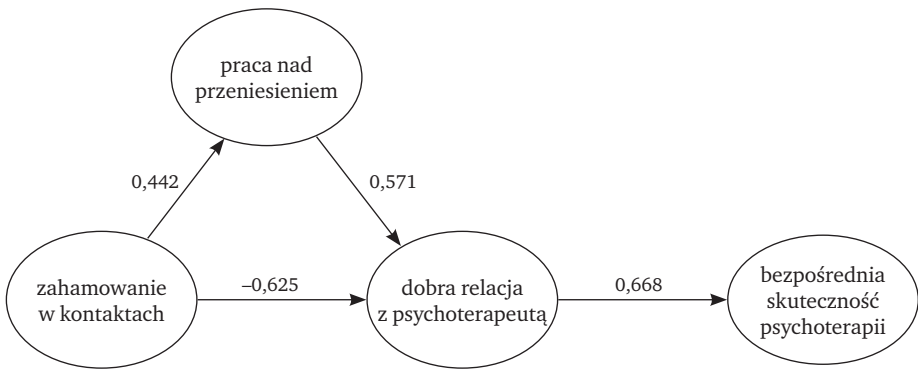 praca nad
przeniesieniem
0,442
0,571
zahamowanie
w kontaktach
–0,625
dobra relacja
z psychoterapeutą
0,668
bezpośrednia
skuteczność
psychoterapii